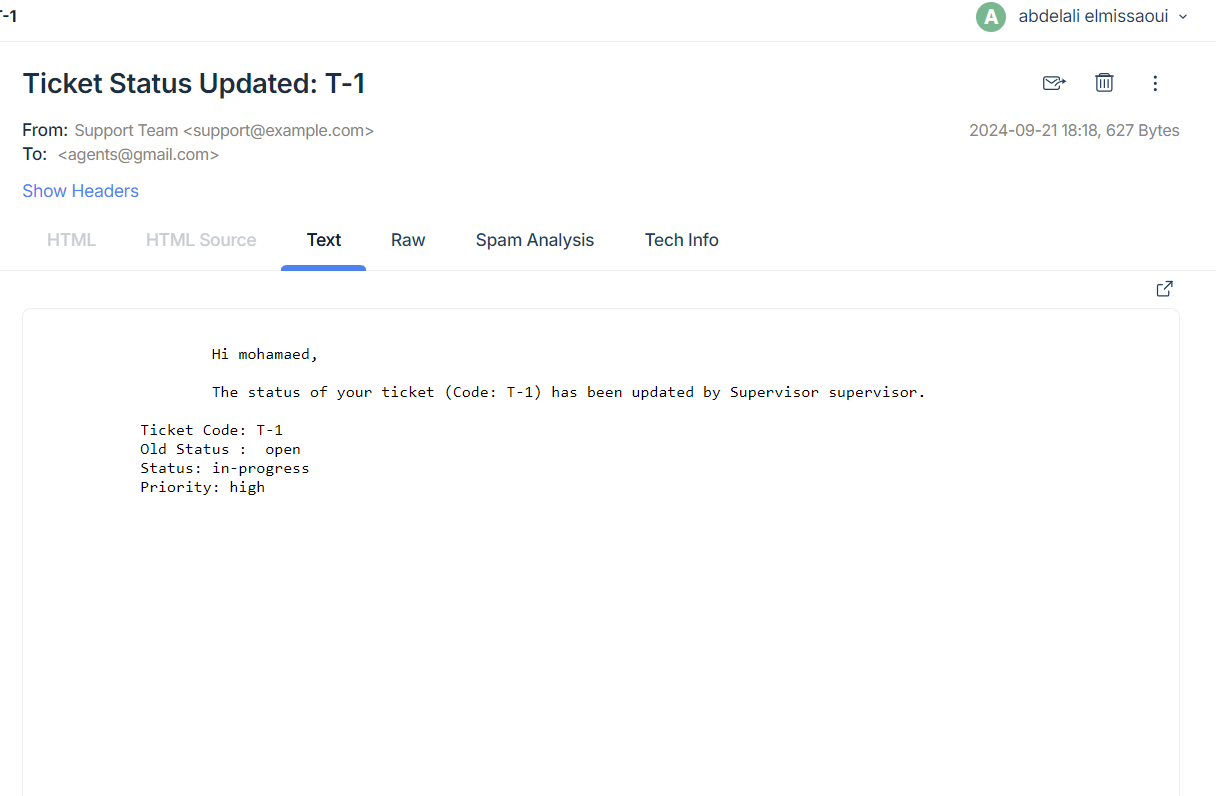 T-1
A abdelali elmissaoui
Ticket Status Updated: T-1
From: Support Team <support@example.com>
2024-09-21 18:18, 627 Bytes
To: <agents@gmail.com>
Show Headers
HTML HTML Source Text Raw Spam Analysis Tech Info
Hi mohamaed,
The status of your ticket (Code: T-1) has been updated by Supervisor supervisor.
Ticket Code: T-1
Old Status :  open
Status: in-progress
Priority: high